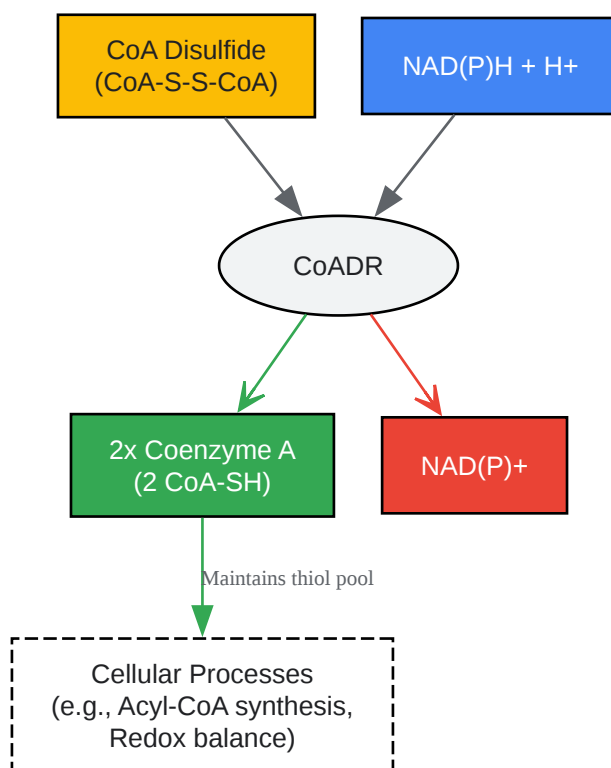 CoA Disulfide
(CoA-S-S-CoA)
NAD(P)H + H+
CoADR
2x Coenzyme A
(2 CoA-SH)
NAD(P)+
Maintains thiol pool
Cellular Processes
(e.g., Acyl-CoA synthesis,
Redox balance)